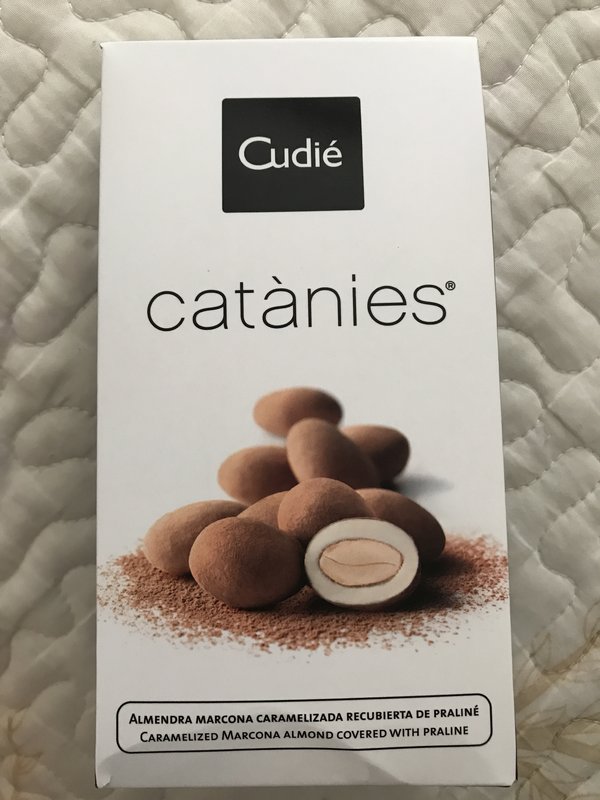 Cudié
catànies®
ALMENDRA MARCONA CARAMELIZADA RECUBIERTA DE PRALINÉ
CARAMELIZED MARCONA ALMOND COVERED WITH PRALINE